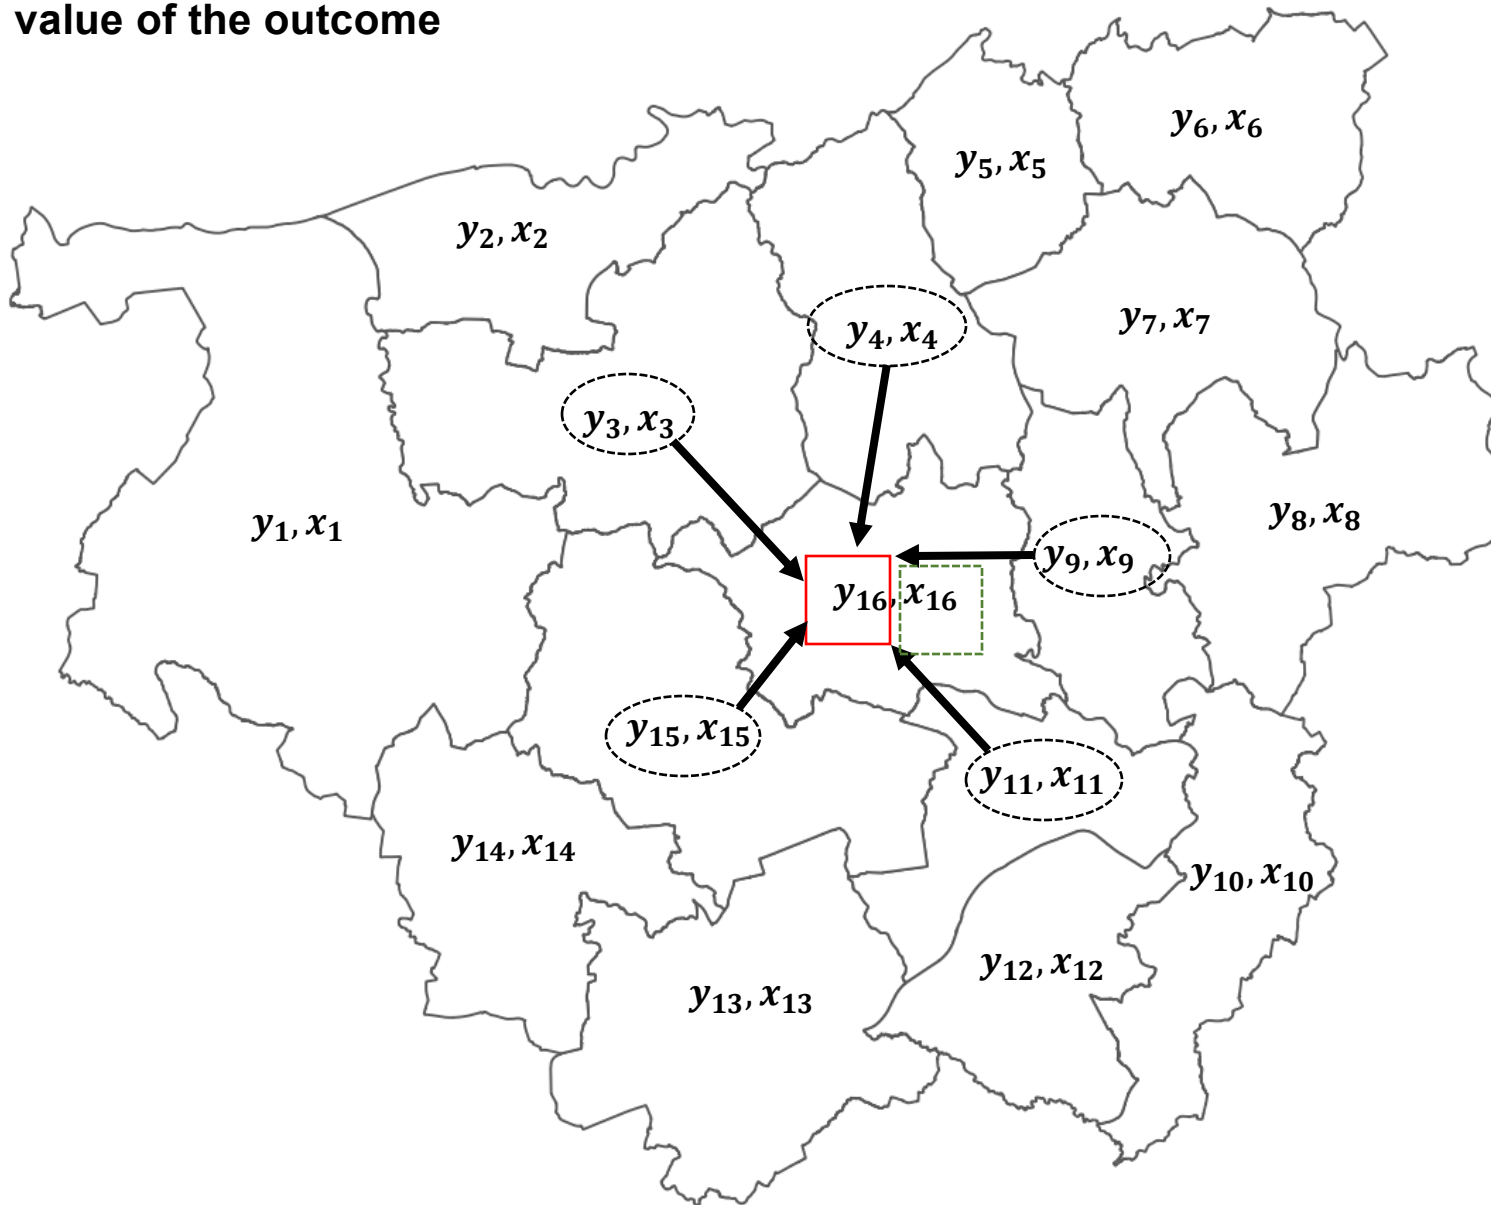 value of the outcome
y₆, x₆
y₅, x₅
y₂, x₂
y₇, x₇
y₄, x₄
y₃, x₃
y₈, x₈
y₁, x₁
y₉, x₉
y₁₆, x₁₆
y₁₅, x₁₅
y₁₁, x₁₁
y₁₄, x₁₄
y₁₀, x₁₀
y₁₂, x₁₂
y₁₃, x₁₃